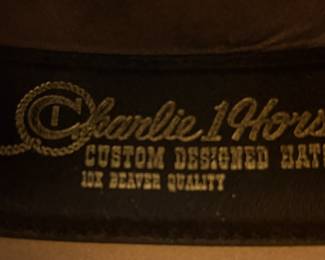 Charlie 1 Hors
CUSTOM DESIGNED HAT
10X BEAVER QUALITY